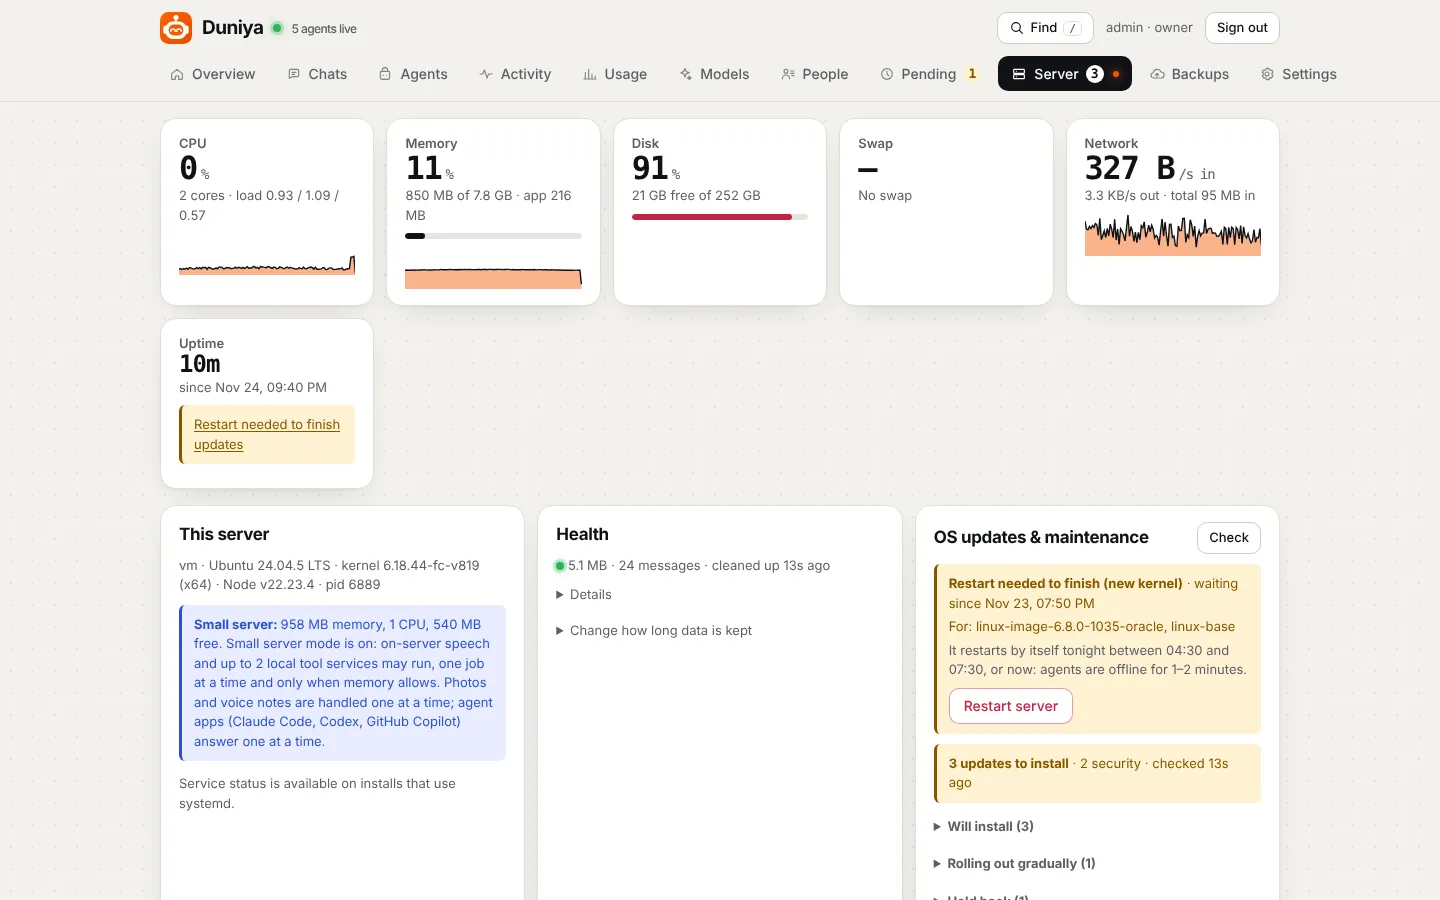 Duniya
5 agents live
Find /
admin · owner
Sign out
Overview
Chats
Agents
Activity
Usage
Models
People
Pending 1
Server 3
Backups
Settings
CPU
0 %
2 cores · load 0.93 / 1.09 /
0.57
Memory
11 %
850 MB of 7.8 GB · app 216
MB
Disk
91 %
21 GB free of 252 GB
Swap
–
No swap
Network
327 B /s in
3.3 KB/s out · total 95 MB in
Uptime
10m
since Nov 24, 09:40 PM
Restart needed to finish
updates
This server
vm · Ubuntu 24.04.5 LTS · kernel 6.18.44-fc-v819
(x64) · Node v22.23.4 · pid 6889
Small server: 958 MB memory, 1 CPU, 540 MB
free. Small server mode is on: on-server speech
and up to 2 local tool services may run, one job
at a time and only when memory allows. Photos
and voice notes are handled one at a time; agent
apps (Claude Code, Codex, GitHub Copilot)
answer one at a time.
Service status is available on installs that use
systemd.
Health
5.1 MB · 24 messages · cleaned up 13s ago
Details
Change how long data is kept
OS updates & maintenance
Check
Restart needed to finish (new kernel) · waiting
since Nov 23, 07:50 PM
For: linux-image-6.8.0-1035-oracle, linux-base
It restarts by itself tonight between 04:30 and
07:30, or now: agents are offline for 1–2 minutes.
Restart server
3 updates to install · 2 security · checked 13s
ago
Will install (3)
Rolling out gradually (1)
Held back (1)